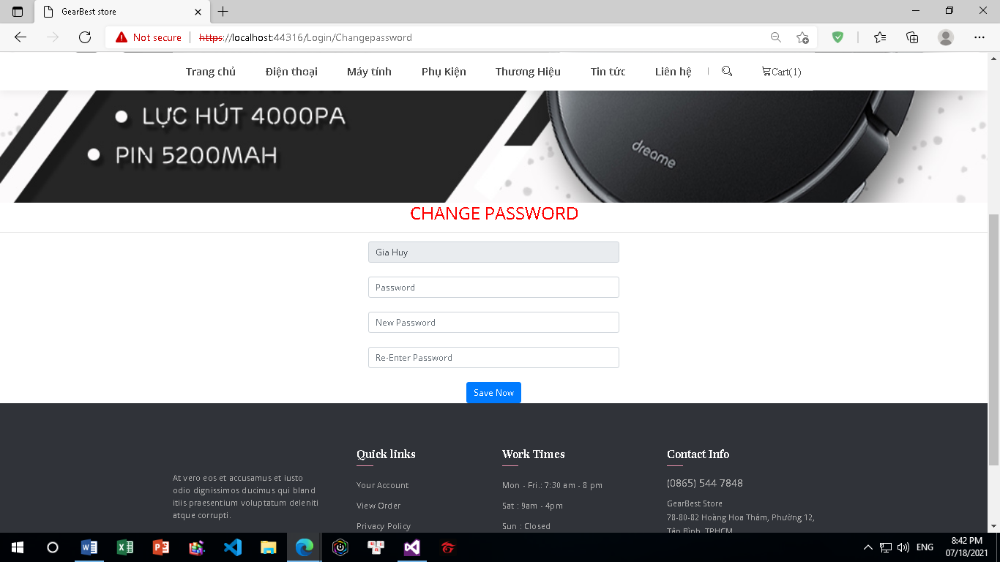 GearBest store
Not secure https://localhost:44316/Login/Changepassword
Trang chủ Điện thoại Máy tính Phụ Kiện Thương Hiệu Tin tức Liên hệ Cart(1)
LỰC HÚT 4000PA
PIN 5200MAH
dreame
CHANGE PASSWORD
Gia Huy
Password
New Password
Re-Enter Password
Save Now
At vero eos et accusamus et iusto
odio dignissimos ducimus qui bland
itiis praesentium voluptatum deleniti
atque corrupti.
Quick links
Your Account
View Order
Privacy Policy
Work Times
Mon - Fri.: 7:30 am - 8 pm
Sat : 9am - 4pm
Sun : Closed
Contact Info
(0865) 544 7848
GearBest Store
78-80-82 Hoàng Hoa Thám, Phường 12,
Tân Bình, TPHCM
ENG
8:42 PM
07/18/2021